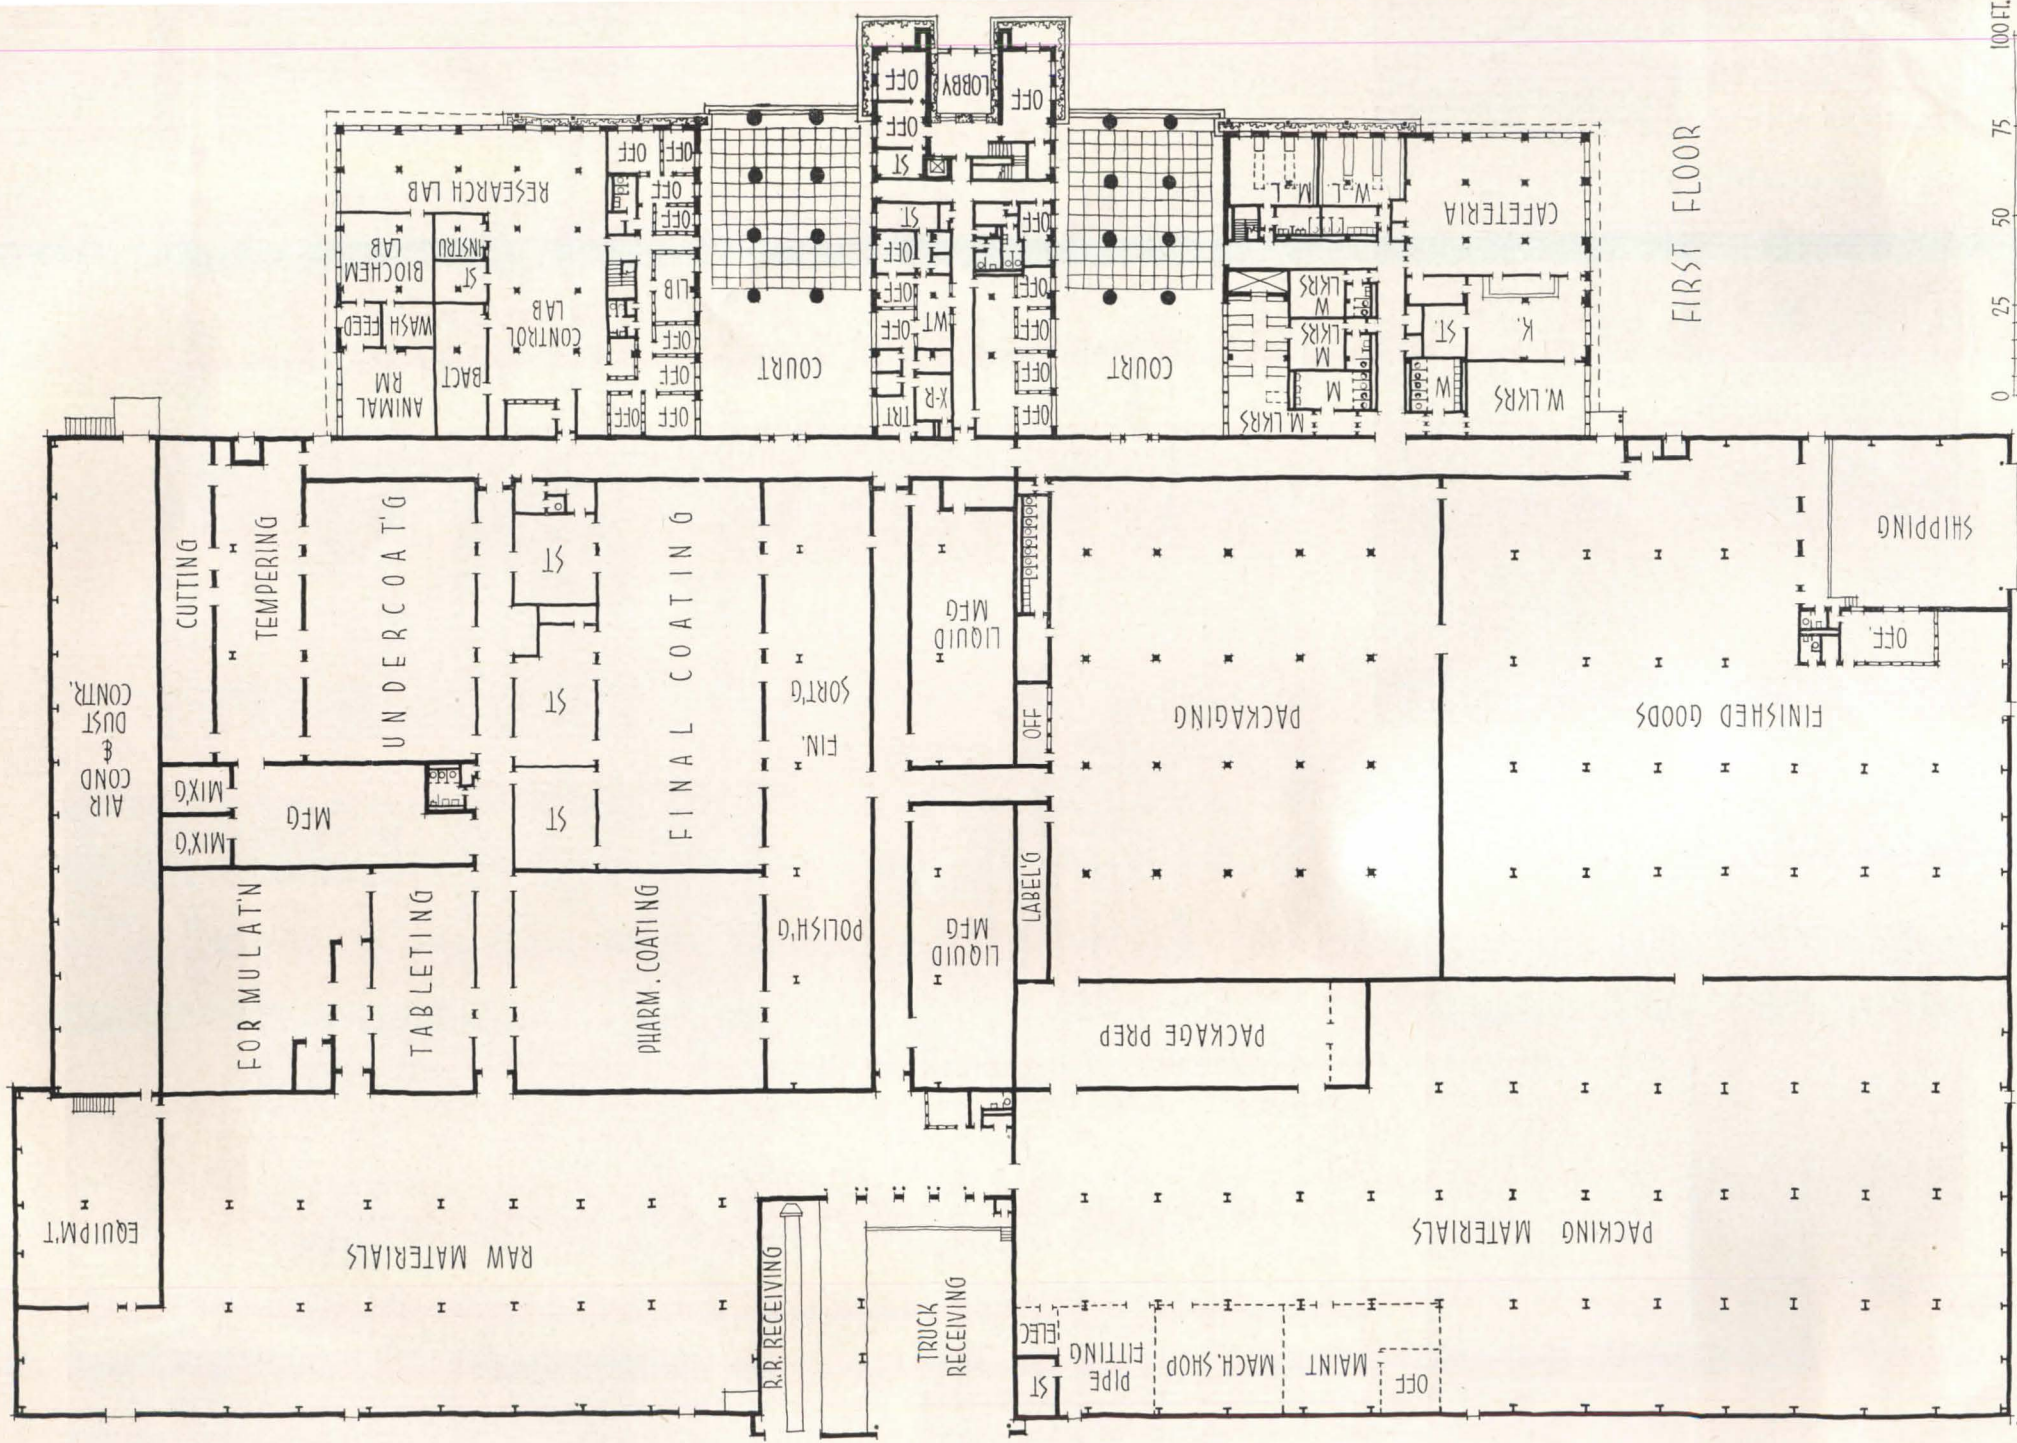 100 FT.
75
50
25
0
FIRST FLOOR
LOBBY
OFF
OFF
OFF
ST
ST.
OFF
OFF
OFF
WT
X-R
TRT
OFF
OFF
OFF
OFF
OFF
COURT
COURT
RESEARCH LAB
BIOCHEM
LAB
INSTRU
ST
FEED
WASH
ANIMAL
RM
BACT
CONTROL
LAB
OFF
OFF
OFF
OFF
LIB
OFF
OFF
OFF
OFF
M.L.
W.L.
CAFETERIA
W
LKRS
M
LKRS
M
M.LKRS
ST.
K.
W
W.LKRS
CUTTING
TEMPERING
UNDERCOAT'G
ST
ST
ST
FINAL COATING
SORT'G
FIN.
POLISH'G
LIQUID
MFG
LIQUID
MFG
OFF
LABEL'G
PACKAGING
FINISHED GOODS
SHIPPING
OFF.
AIR
COND
&
DUST
CONTR.
MIX'G
MIX'G
MFG
FORMULAT'N
TABLETING
PHARM. COATING
PACKAGE PREP
PACKING MATERIALS
EQUIPM'T
RAW MATERIALS
R.R. RECEIVING
TRUCK
RECEIVING
ELEC
ST
PIPE
FITTING
MACH. SHOP
MAINT
OFF